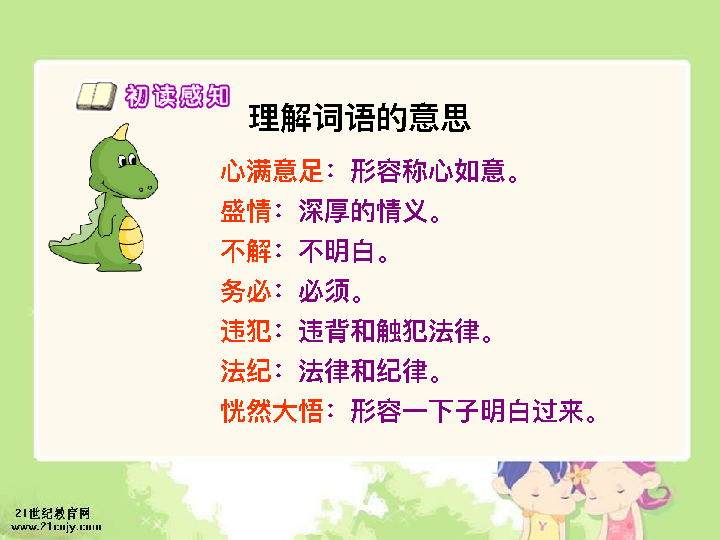 初读感知
理解词语的意思
心满意足：形容称心如意。
盛情：深厚的情义。
不解：不明白。
务必：必须。
违犯：违背和触犯法律。
法纪：法律和纪律。
恍然大悟：形容一下子明白过来。
21世纪教育网
www.21cnjy.com